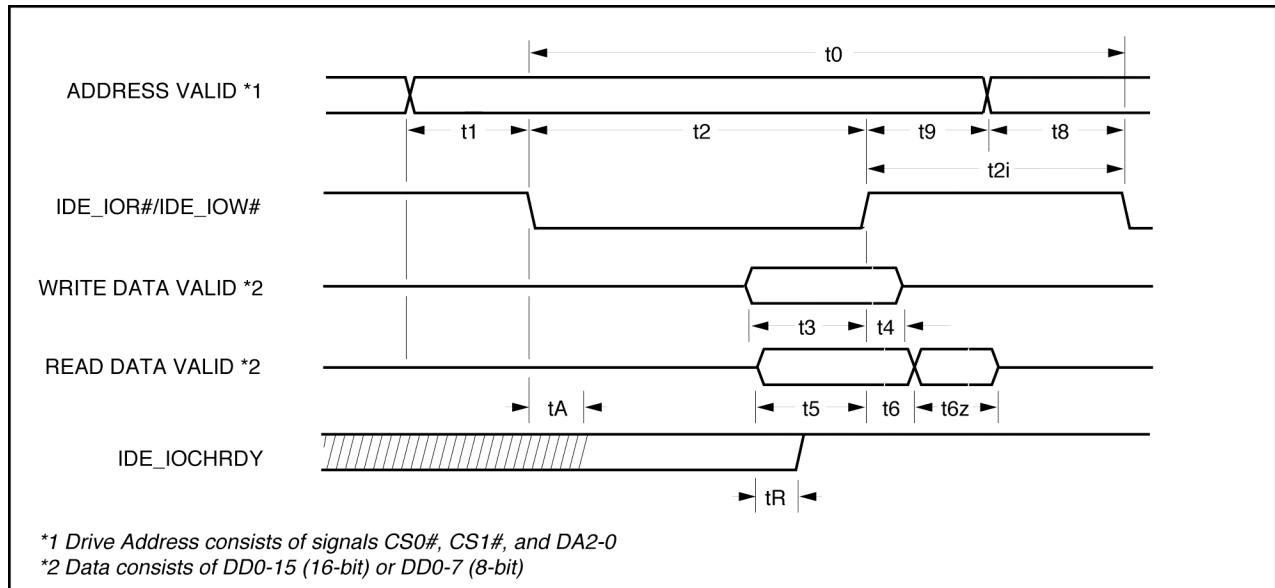 t0
ADDRESS VALID *1
t1 t2 t9 t8
t2i
IDE_IOR#/IDE_IOW#
WRITE DATA VALID *2
t3 t4
READ DATA VALID *2
tA t5 t6 t6z
IDE_IOCHRDY
tR
*1 Drive Address consists of signals CS0#, CS1#, and DA2-0
*2 Data consists of DD0-15 (16-bit) or DD0-7 (8-bit)